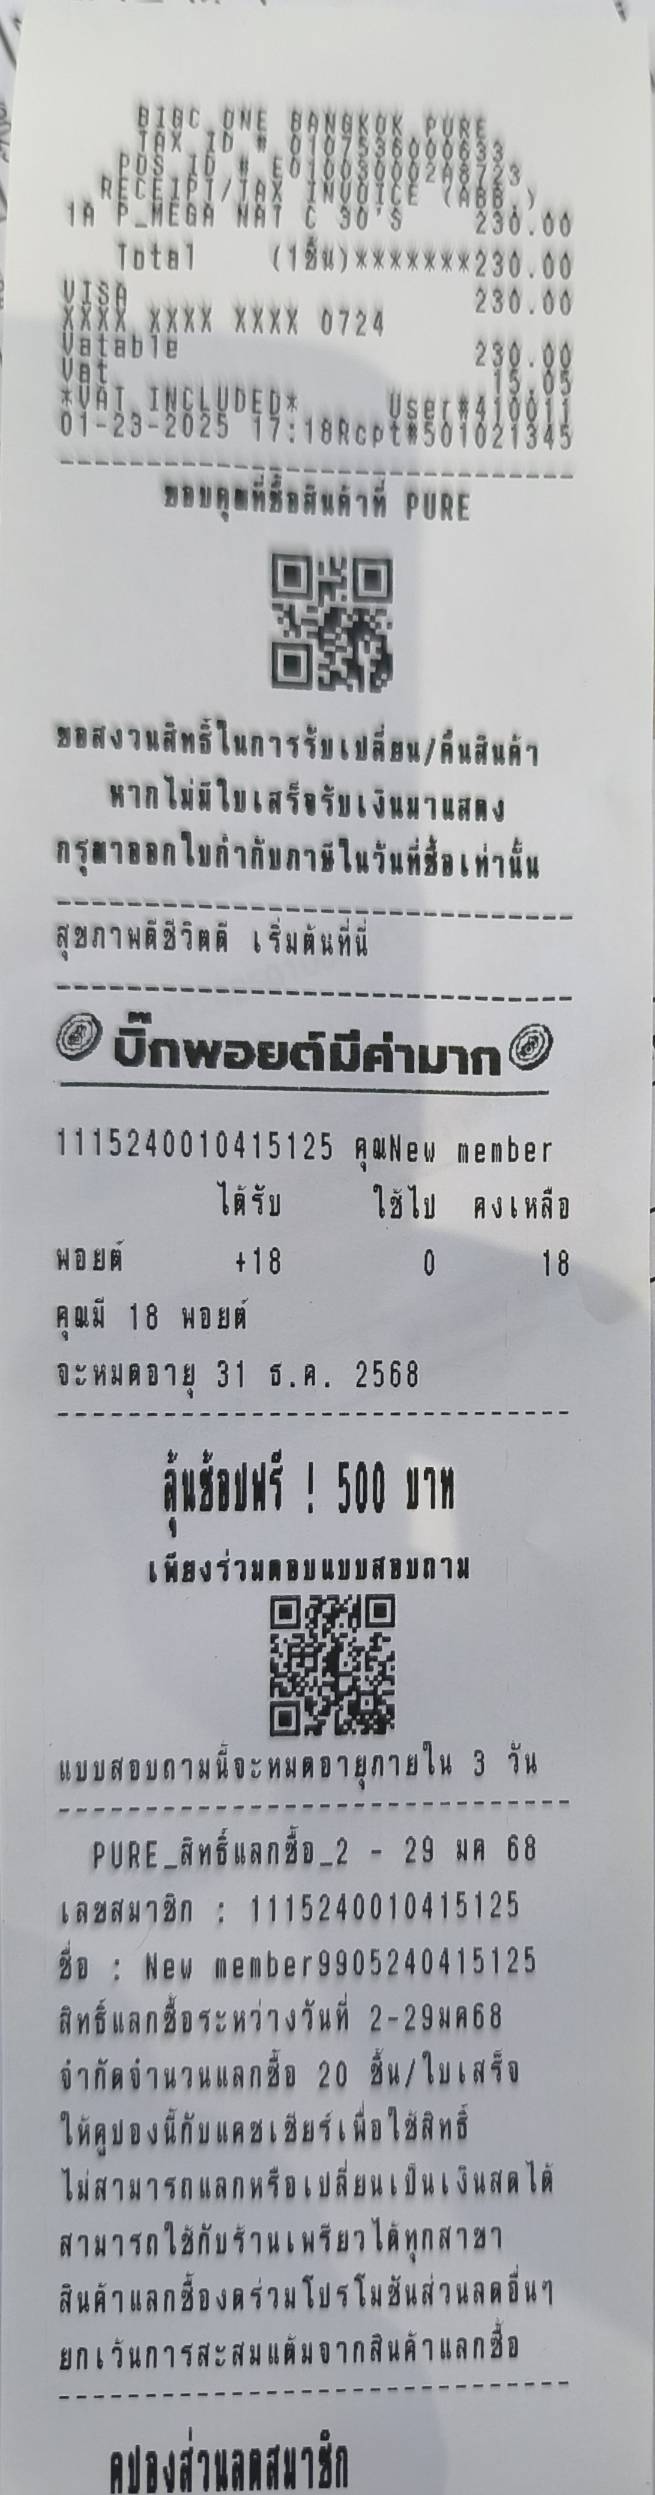 BIGC ONE BANGKOK PURE
TAX ID # 0107536000633
POS ID # E010030002A8723
RECEIPT/TAX INVOICE (ABB.)
1A P_MEGA NAT C 30'S 230.00
Total (1ชิ้น)*******230.00
VISA 230.00
XXXX XXXX XXXX 0724
Vatable 230.00
Vat 15.05
*VAT INCLUDED* User#410011
01-23-2025 17:18Rcpt#501021345
ขอบคุณที่ซื้อสินค้าที่ PURE
ขอสงวนสิทธิ์ในการรับเปลี่ยน/คืนสินค้า
หากไม่มีใบเสร็จรับเงินมาแสดง
กรุณาออกใบกำกับภาษีในวันที่ซื้อเท่านั้น
สุขภาพดีชีวิตดี เริ่มต้นที่นี่
บิ๊กพอยต์มีค่ามาก
1115240010415125 คุณNew member
ได้รับ ใช้ไป คงเหลือ
พอยต์ +18 0 18
คุณมี 18 พอยต์
จะหมดอายุ 31 ธ.ค. 2568
ลุ้นช้อปฟรี ! 500 บาท
เพียงร่วมตอบแบบสอบถาม
แบบสอบถามนี้จะหมดอายุภายใน 3 วัน
PURE_สิทธิ์แลกซื้อ_2 - 29 มค 68
เลขสมาชิก : 1115240010415125
ชื่อ : New member9905240415125
สิทธิ์แลกซื้อระหว่างวันที่ 2-29มค68
จำกัดจำนวนแลกซื้อ 20 ชิ้น/ใบเสร็จ
ให้คูปองนี้กับแคชเชียร์เพื่อใช้สิทธิ์
ไม่สามารถแลกหรือเปลี่ยนเป็นเงินสดได้
สามารถใช้กับร้านเพรียวได้ทุกสาขา
สินค้าแลกซื้องดร่วมโปรโมชันส่วนลดอื่นๆ
ยกเว้นการสะสมแต้มจากสินค้าแลกซื้อ
คูปองส่วนลดสมาชิก